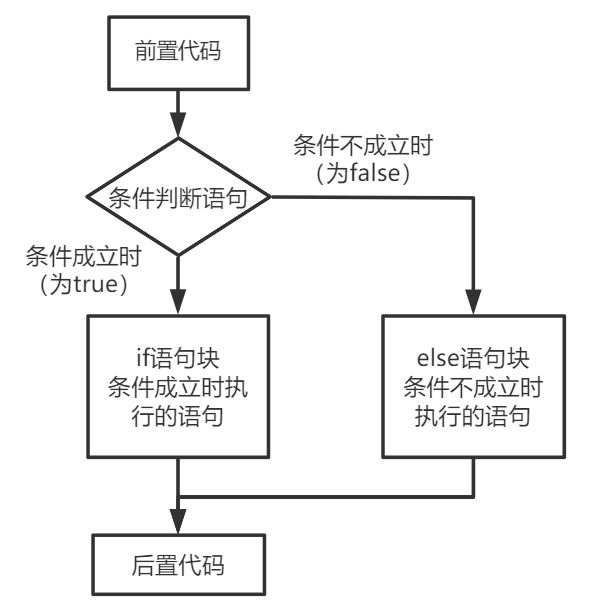 前置代码
条件不成立时
（为false）
条件判断语句
条件成立时
（为true）
if语句块
条件成立时执
行的语句
else语句块
条件不成立时
执行的语句
后置代码